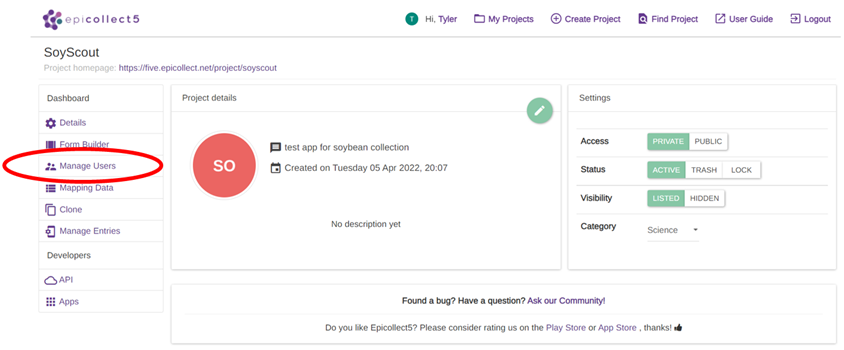 epicollect5
T Hi, Tyler My Projects Create Project Find Project User Guide Logout
SoyScout
Project homepage: https://five.epicollect.net/project/soyscout
Dashboard
Details
Form Builder
Manage Users
Mapping Data
Clone
Manage Entries
Developers
API
Apps
Project details
SO
test app for soybean collection
Created on Tuesday 05 Apr 2022, 20:07
No description yet
Settings
Access PRIVATE PUBLIC
Status ACTIVE TRASH LOCK
Visibility LISTED HIDDEN
Category Science
Found a bug? Have a question? Ask our Community!
Do you like Epicollect5? Please consider rating us on the Play Store or App Store , thanks!